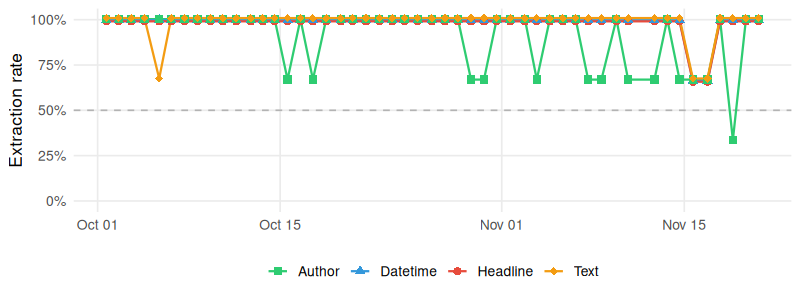 Extraction rate
100%
75%
50%
25%
0%
Oct 01 Oct 15 Nov 01 Nov 15
Author Datetime Headline Text